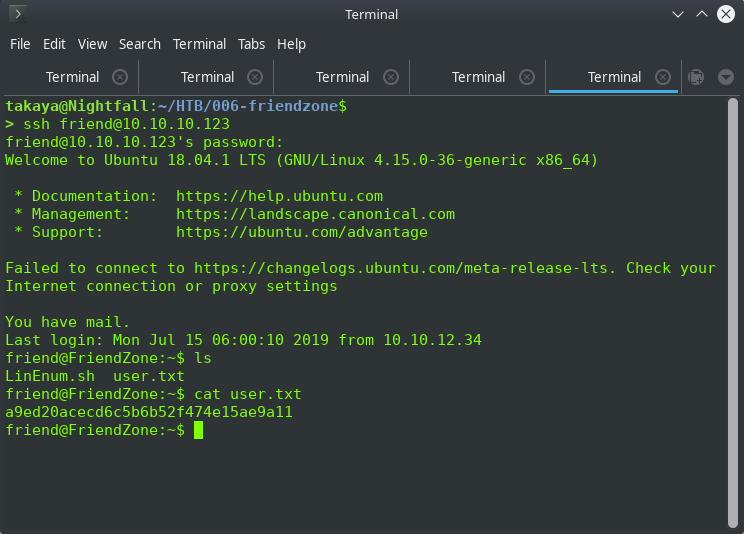 Terminal
File Edit View Search Terminal Tabs Help
Terminal Terminal Terminal Terminal Terminal
takaya@Nightfall:~/HTB/006-friendzone$
> ssh friend@10.10.10.123
friend@10.10.10.123's password:
Welcome to Ubuntu 18.04.1 LTS (GNU/Linux 4.15.0-36-generic x86_64)
* Documentation:  https://help.ubuntu.com
* Management:     https://landscape.canonical.com
* Support:        https://ubuntu.com/advantage
Failed to connect to https://changelogs.ubuntu.com/meta-release-lts. Check your
Internet connection or proxy settings
You have mail.
Last login: Mon Jul 15 06:00:10 2019 from 10.10.12.34
friend@FriendZone:~$ ls
LinEnum.sh  user.txt
friend@FriendZone:~$ cat user.txt
a9ed20acecd6c5b6b52f474e15ae9a11
friend@FriendZone:~$